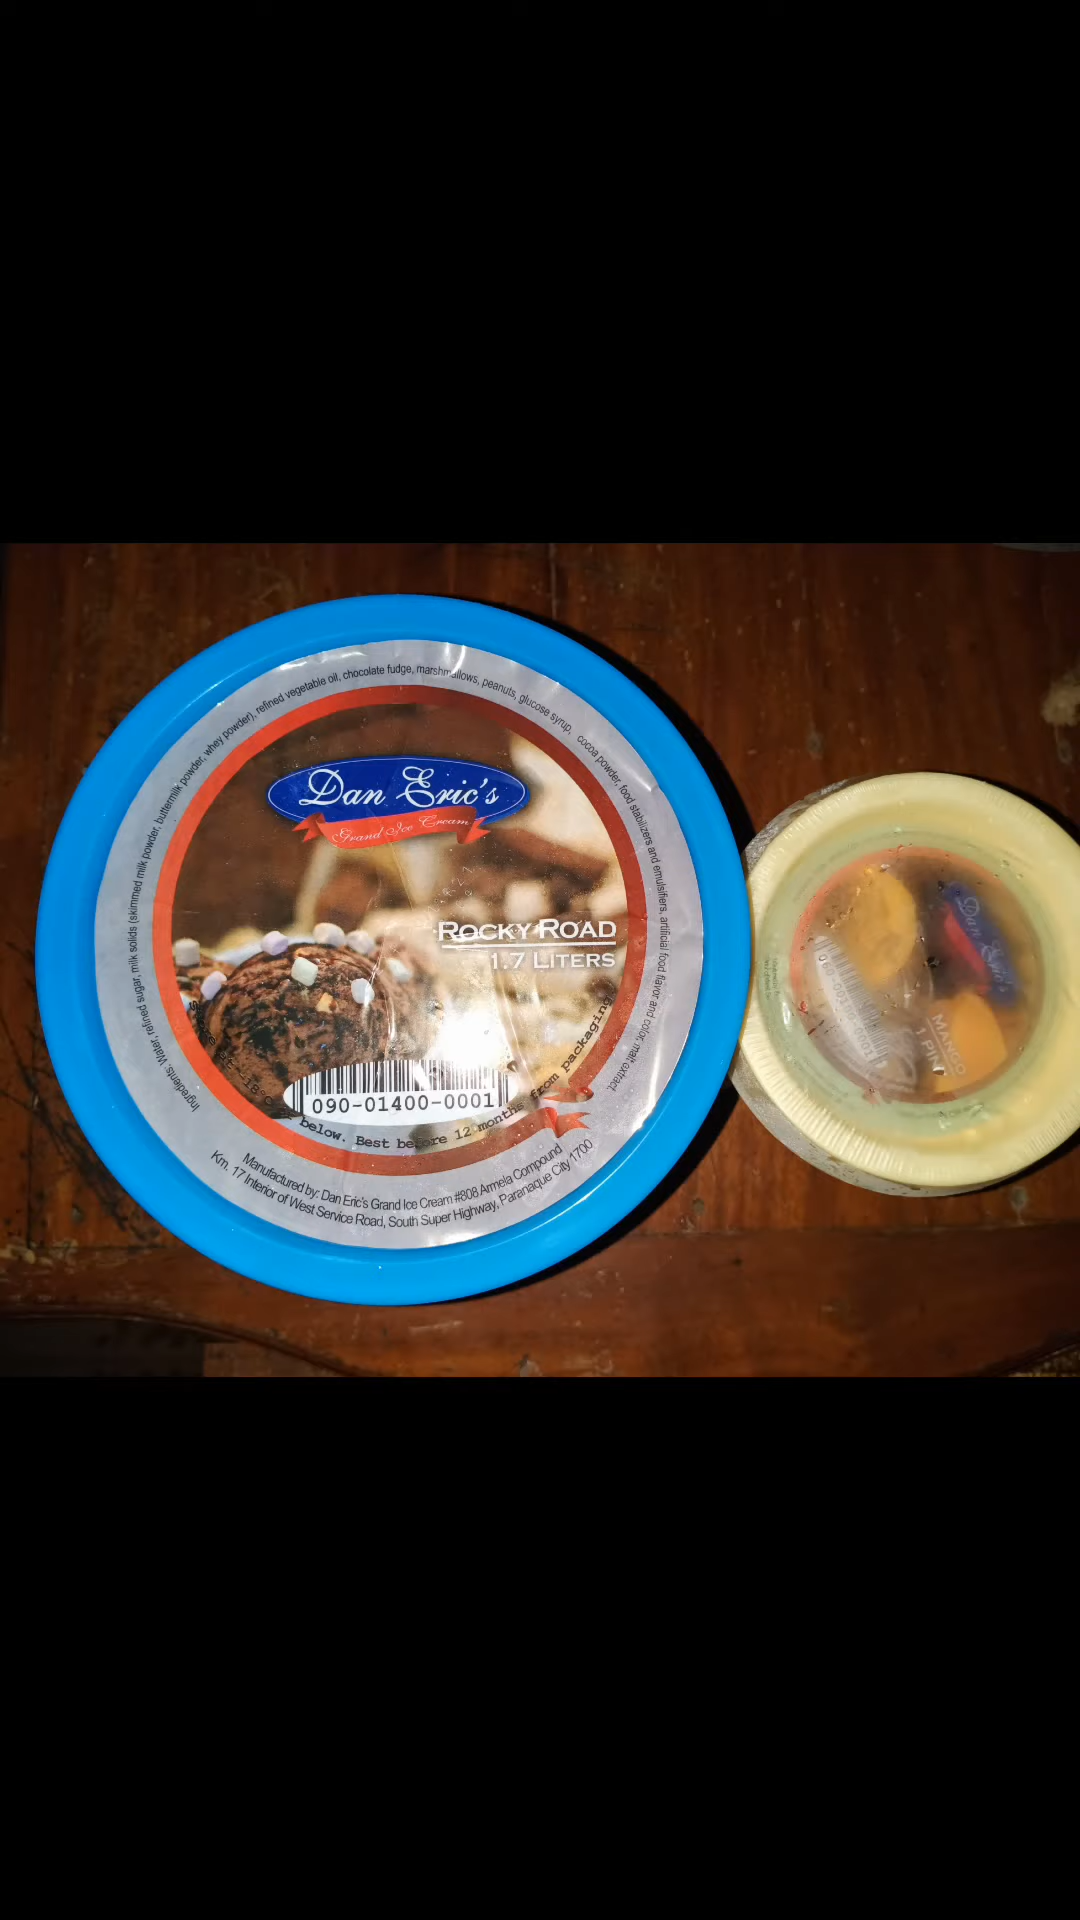 Ingredients: Water, refined sugar, milk solids (skimmed milk powder, buttermilk powder, whey powder), refined vegetable oil, chocolate fudge, marshmallows, peanuts, glucose syrup, cocoa powder, food stabilizers and emulsifiers, artificial food flavor and color, malt extract.
Dan Eric's
Grand Ice Cream
ROCKY ROAD
1.7 LITERS
090-01400-0001
-18°C
below. Best before 12 months from packaging
Manufactured by: Dan Eric's Grand Ice Cream #808 Armela Compound
Km. 17 Interior of West Service Road, South Super Highway, Paranaque City 1700
Dan Eric's
MANGO
1 PINT